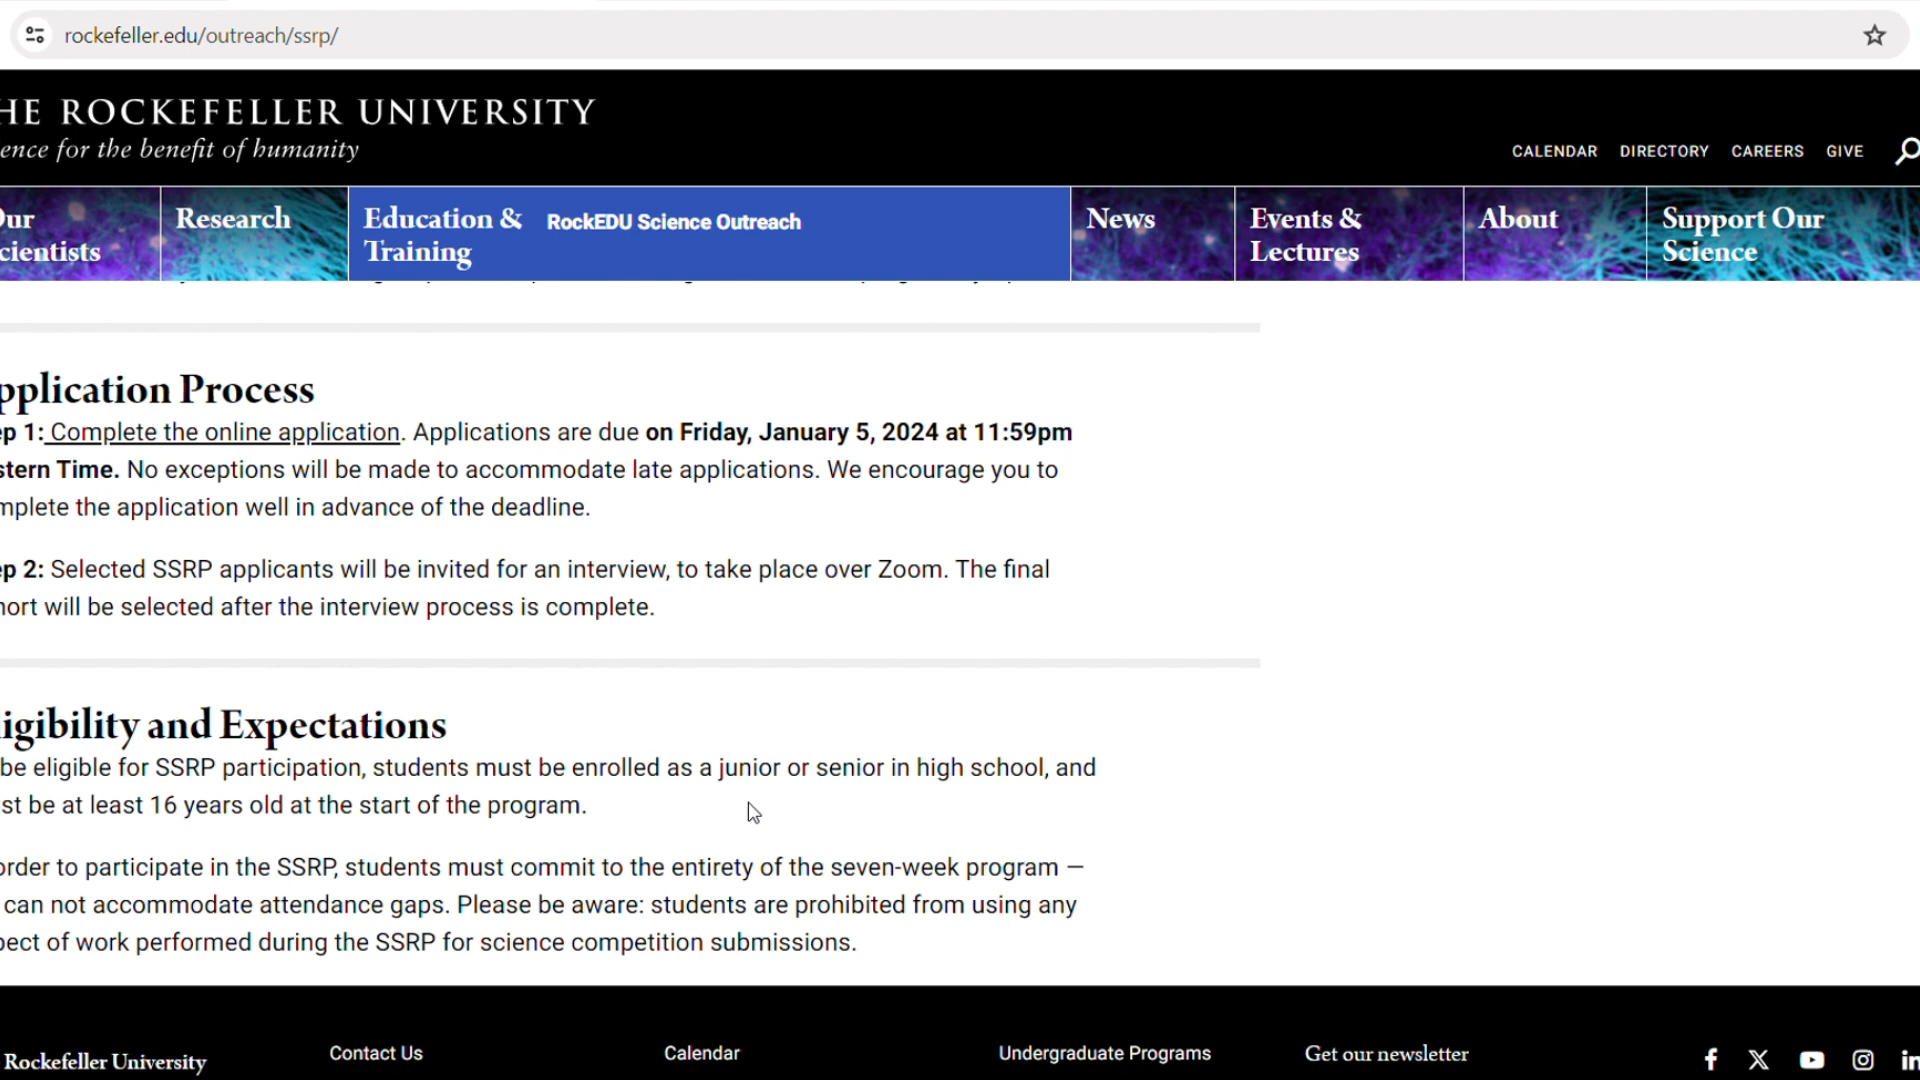 rockefeller.edu/outreach/ssrp/
HE ROCKEFELLER UNIVERSITY
ence for the benefit of humanity
CALENDAR DIRECTORY CAREERS GIVE
Our Scientists
Research
Education & Training
RockEDU Science Outreach
News
Events & Lectures
About
Support Our Science
pplication Process
ep 1: Complete the online application. Applications are due on Friday, January 5, 2024 at 11:59pm
stern Time. No exceptions will be made to accommodate late applications. We encourage you to
mplete the application well in advance of the deadline.
ep 2: Selected SSRP applicants will be invited for an interview, to take place over Zoom. The final
hort will be selected after the interview process is complete.
igibility and Expectations
be eligible for SSRP participation, students must be enrolled as a junior or senior in high school, and
st be at least 16 years old at the start of the program.
order to participate in the SSRP, students must commit to the entirety of the seven-week program —
can not accommodate attendance gaps. Please be aware: students are prohibited from using any
pect of work performed during the SSRP for science competition submissions.
Rockefeller University
Contact Us
Calendar
Undergraduate Programs
Get our newsletter